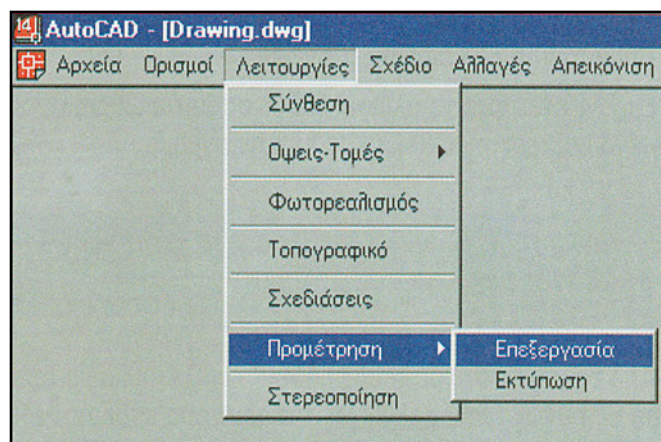 14 AutoCAD - [Drawing.dwg]
Αρχεία Ορισμοί Λειτουργίες Σχέδιο Αλλαγές Απεικόνιση
Σύνθεση
Οψεις-Τομές
Φωτορεαλισμός
Τοπογραφικό
Σχεδιάσεις
Προμέτρηση
Επεξεργασία
Εκτύπωση
Στερεοποίηση